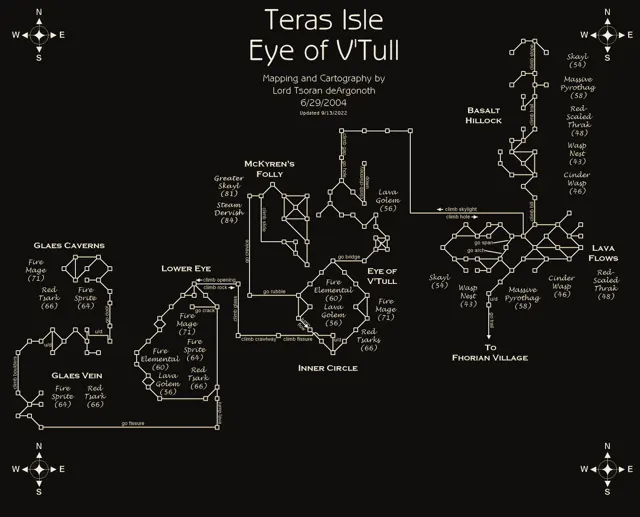 Teras Isle
Eye of V'Tull
Mapping and Cartography by
Lord Tsoran deArgonoth
6/29/2004
Updated 9/13/2022
N
W E
S
N
W E
S
Skayl
(54)
Massive
Pyrothag
(58)
Red-
Scaled
Thrak
(48)
Wasp
Nest
(43)
Cinder
Wasp
(46)
Basalt
Hillock
McKyren's
Folly
Greater
Skayl
(81)
Steam
Dervish
(84)
Lava
Golem
(56)
climb skylight
climb hole
go span
go arch
Lava
Flows
Skayl
(54)
Wasp
Nest
(43)
Massive
Pyrothag
(58)
Cinder
Wasp
(46)
Red-
Scaled
Thrak
(48)
go trail
To
Fhorian Village
Glaes Caverns
Fire
Mage
(71)
Red
Tsark
(66)
Fire
Sprite
(64)
Lower Eye
climb opening
climb rock
go crack
go rubble
go bridge
Eye of
V'Tull
Fire
Elemental
(60)
Lava
Golem
(56)
Fire
Mage
(71)
Red
Tsarks
(66)
climb crawlway
climb fissure
Inner Circle
Fire
Mage
(71)
Fire
Sprite
(64)
Fire
Elemental
(60)
Lava
Golem
(56)
Red
Tsark
(66)
Glaes Vein
Fire
Sprite
(64)
Red
Tsark
(66)
go fissure
N
W E
S
N
W E
S